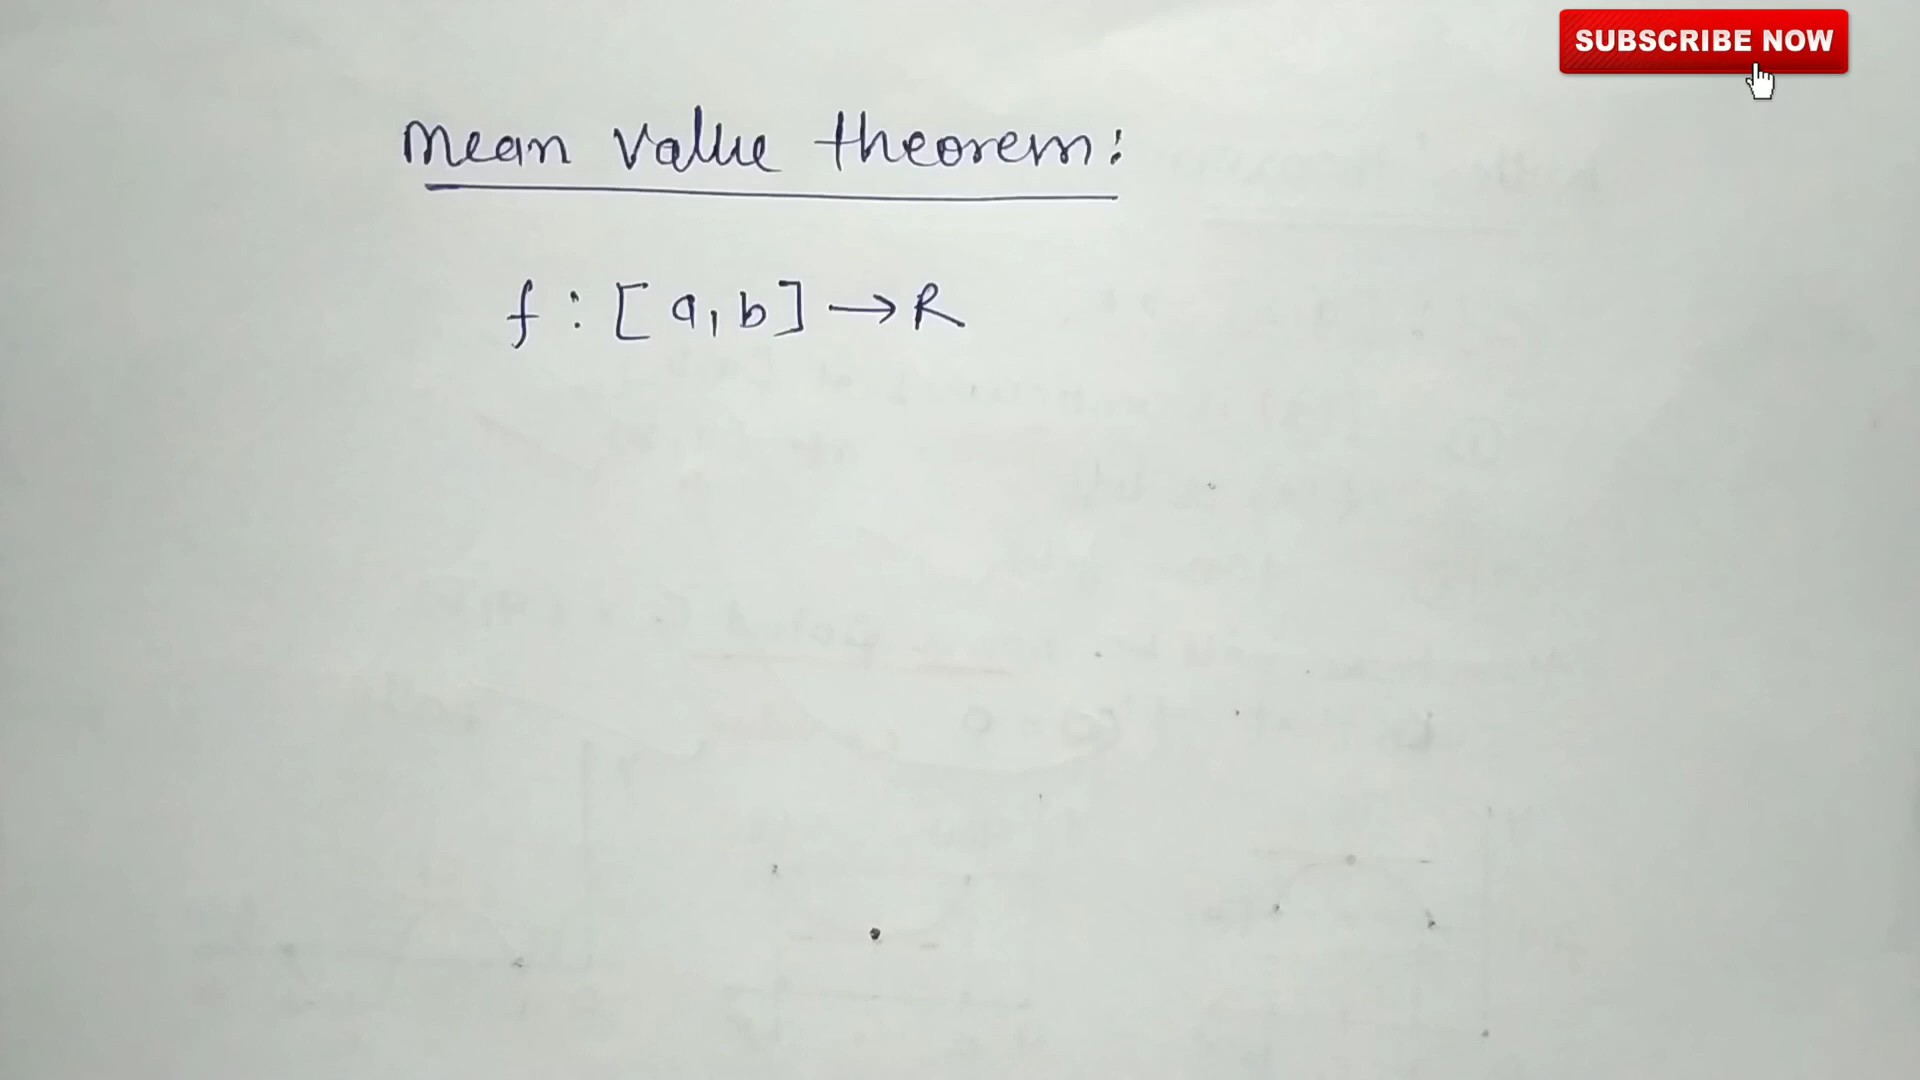 SUBSCRIBE NOW
Mean value theorem:
f : [a, b] → R